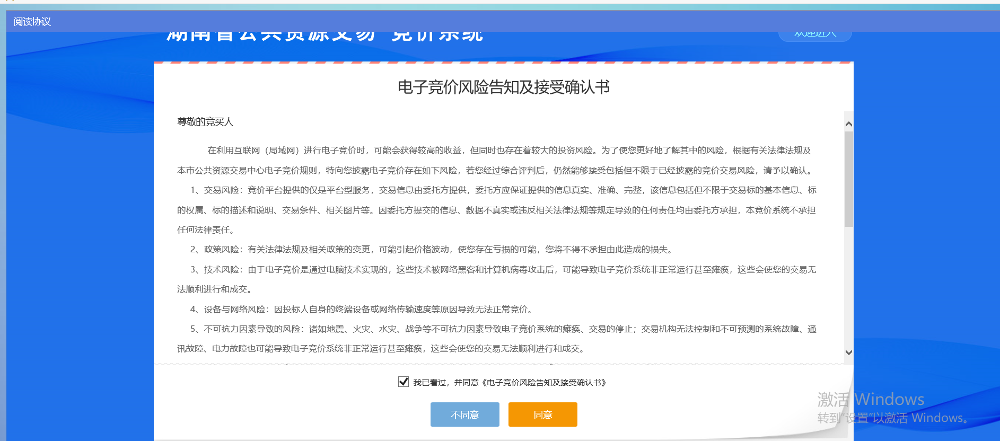 阅读协议
湖南省公共资源交易 竞价系统
欢迎进入
电子竞价风险告知及接受确认书
尊敬的竞买人
在利用互联网（局域网）进行电子竞价时，可能会获得较高的收益，但同时也存在着较大的投资风险。为了使您更好地了解其中的风险，根据有关法律法规及
本市公共资源交易中心电子竞价规则，特向您披露电子竞价存在如下风险，若您经过综合评判后，仍然能够接受包括但不限于已经披露的竞价交易风险，请予以确认。
1、交易风险：竞价平台提供的仅是平台型服务，交易信息由委托方提供，委托方应保证提供的信息真实、准确、完整，该信息包括但不限于交易标的基本信息、标
的权属、标的描述和说明、交易条件、相关图片等。因委托方提交的信息、数据不真实或违反相关法律法规等规定导致的任何责任均由委托方承担，本竞价系统不承担
任何法律责任。
2、政策风险：有关法律法规及相关政策的变更，可能引起价格波动，使您存在亏损的可能，您将不得不承担由此造成的损失。
3、技术风险：由于电子竞价是通过电脑技术实现的，这些技术被网络黑客和计算机病毒攻击后，可能导致电子竞价系统非正常运行甚至瘫痪，这些会使您的交易无
法顺利进行和成交。
4、设备与网络风险：因投标人自身的终端设备或网络传输速度等原因导致无法正常竞价。
5、不可抗力因素导致的风险：诸如地震、火灾、水灾、战争等不可抗力因素导致电子竞价系统的瘫痪、交易的停止；交易机构无法控制和不可预测的系统故障、通
讯故障、电力故障也可能导致电子竞价系统非正常运行甚至瘫痪，这些会使您的交易无法顺利进行和成交。
我已看过，并同意《电子竞价风险告知及接受确认书》
不同意
同意
激活 Windows
转到“设置”以激活 Windows。